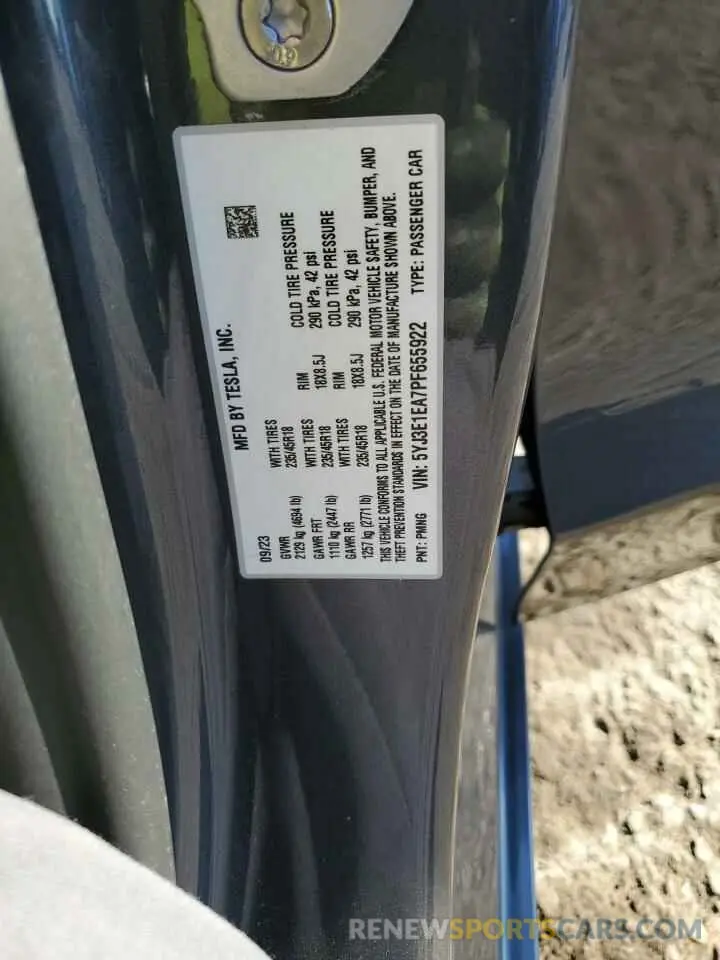 MFD BY TESLA, INC.
09/23
GVWR WITH TIRES RIM COLD TIRE PRESSURE
2129 kg (4694 lb) 235/45R18 18X8.5J 290 kPa, 42 psi
GAWR FRT WITH TIRES RIM COLD TIRE PRESSURE
1110 kg (2447 lb) 235/45R18 18X8.5J 290 kPa, 42 psi
GAWR RR WITH TIRES
1257 kg (2771 lb) 235/45R18
THIS VEHICLE CONFORMS TO ALL APPLICABLE U.S. FEDERAL MOTOR VEHICLE SAFETY, BUMPER, AND
THEFT PREVENTION STANDARDS IN EFFECT ON THE DATE OF MANUFACTURE SHOWN ABOVE.
PNT: PMNG VIN: 5YJ3E1EA7PF655922 TYPE: PASSENGER CAR
RENEWSPORTSCARS.COM